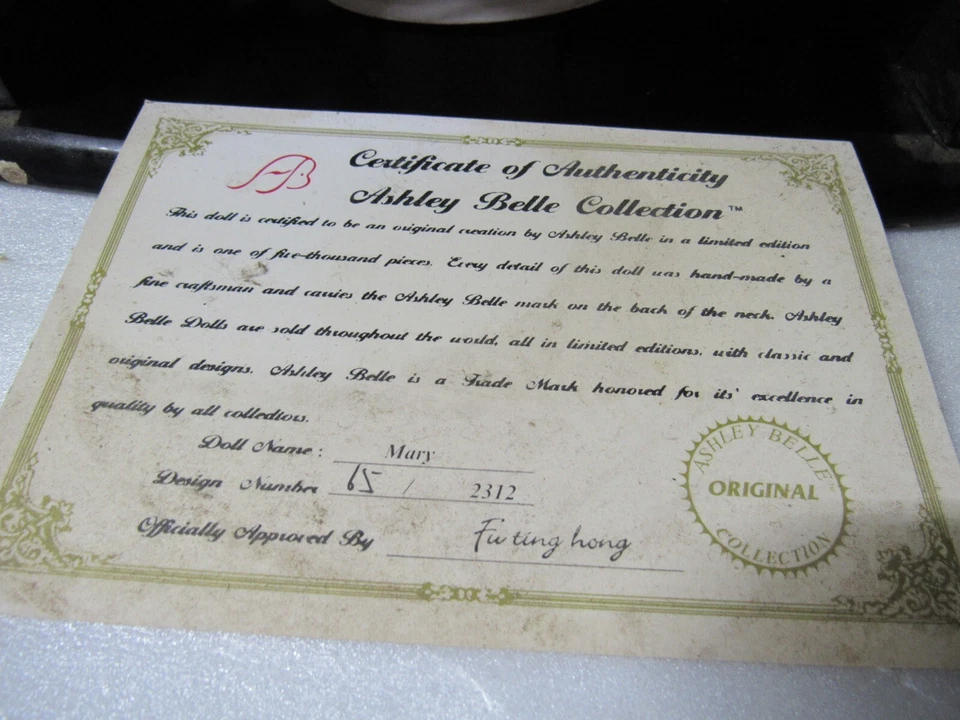 AB
Certificate of Authenticity
Ashley Belle Collection™
This doll is certified to be an original creation by Ashley Belle in a limited edition
and is one of five-thousand pieces. Every detail of this doll was hand-made by a
fine craftsman and carries the Ashley Belle mark on the back of the neck. Ashley
Belle Dolls are sold throughout the world, all in limited editions, with classic and
original designs. Ashley Belle is a Trade Mark honored for its' excellence in
quality by all colledtors.
Doll Name: Mary
Design Number 65 / 2312
Officially Approved By Fu ting hong
ASHLEY BELLE™
ORIGINAL
COLLECTION